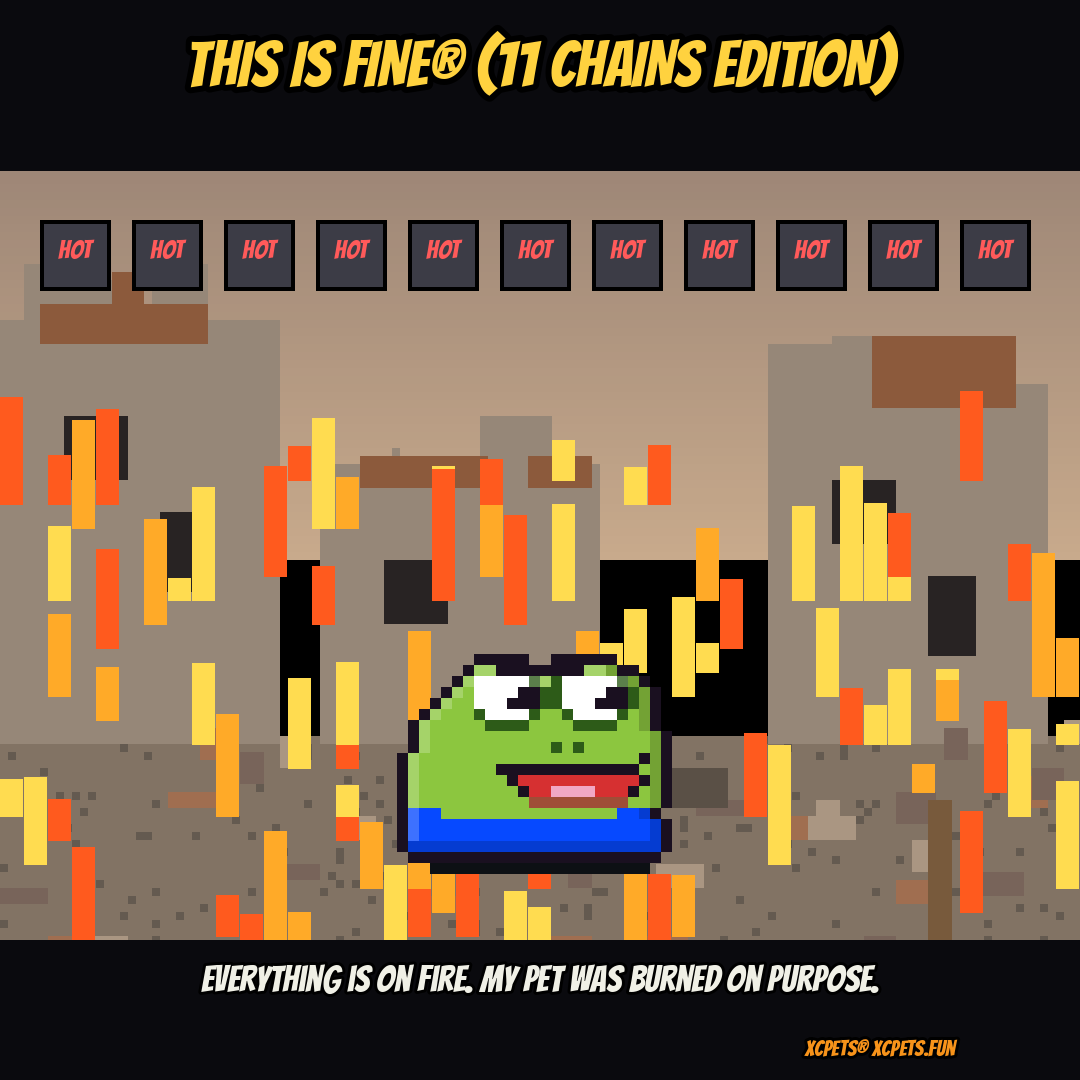 THIS IS FINE® (11 CHAINS EDITION)
HOT HOT HOT HOT HOT HOT HOT HOT HOT HOT HOT
EVERYTHING IS ON FIRE. MY PET WAS BURNED ON PURPOSE.
XCPETS® XCPETS.FUN